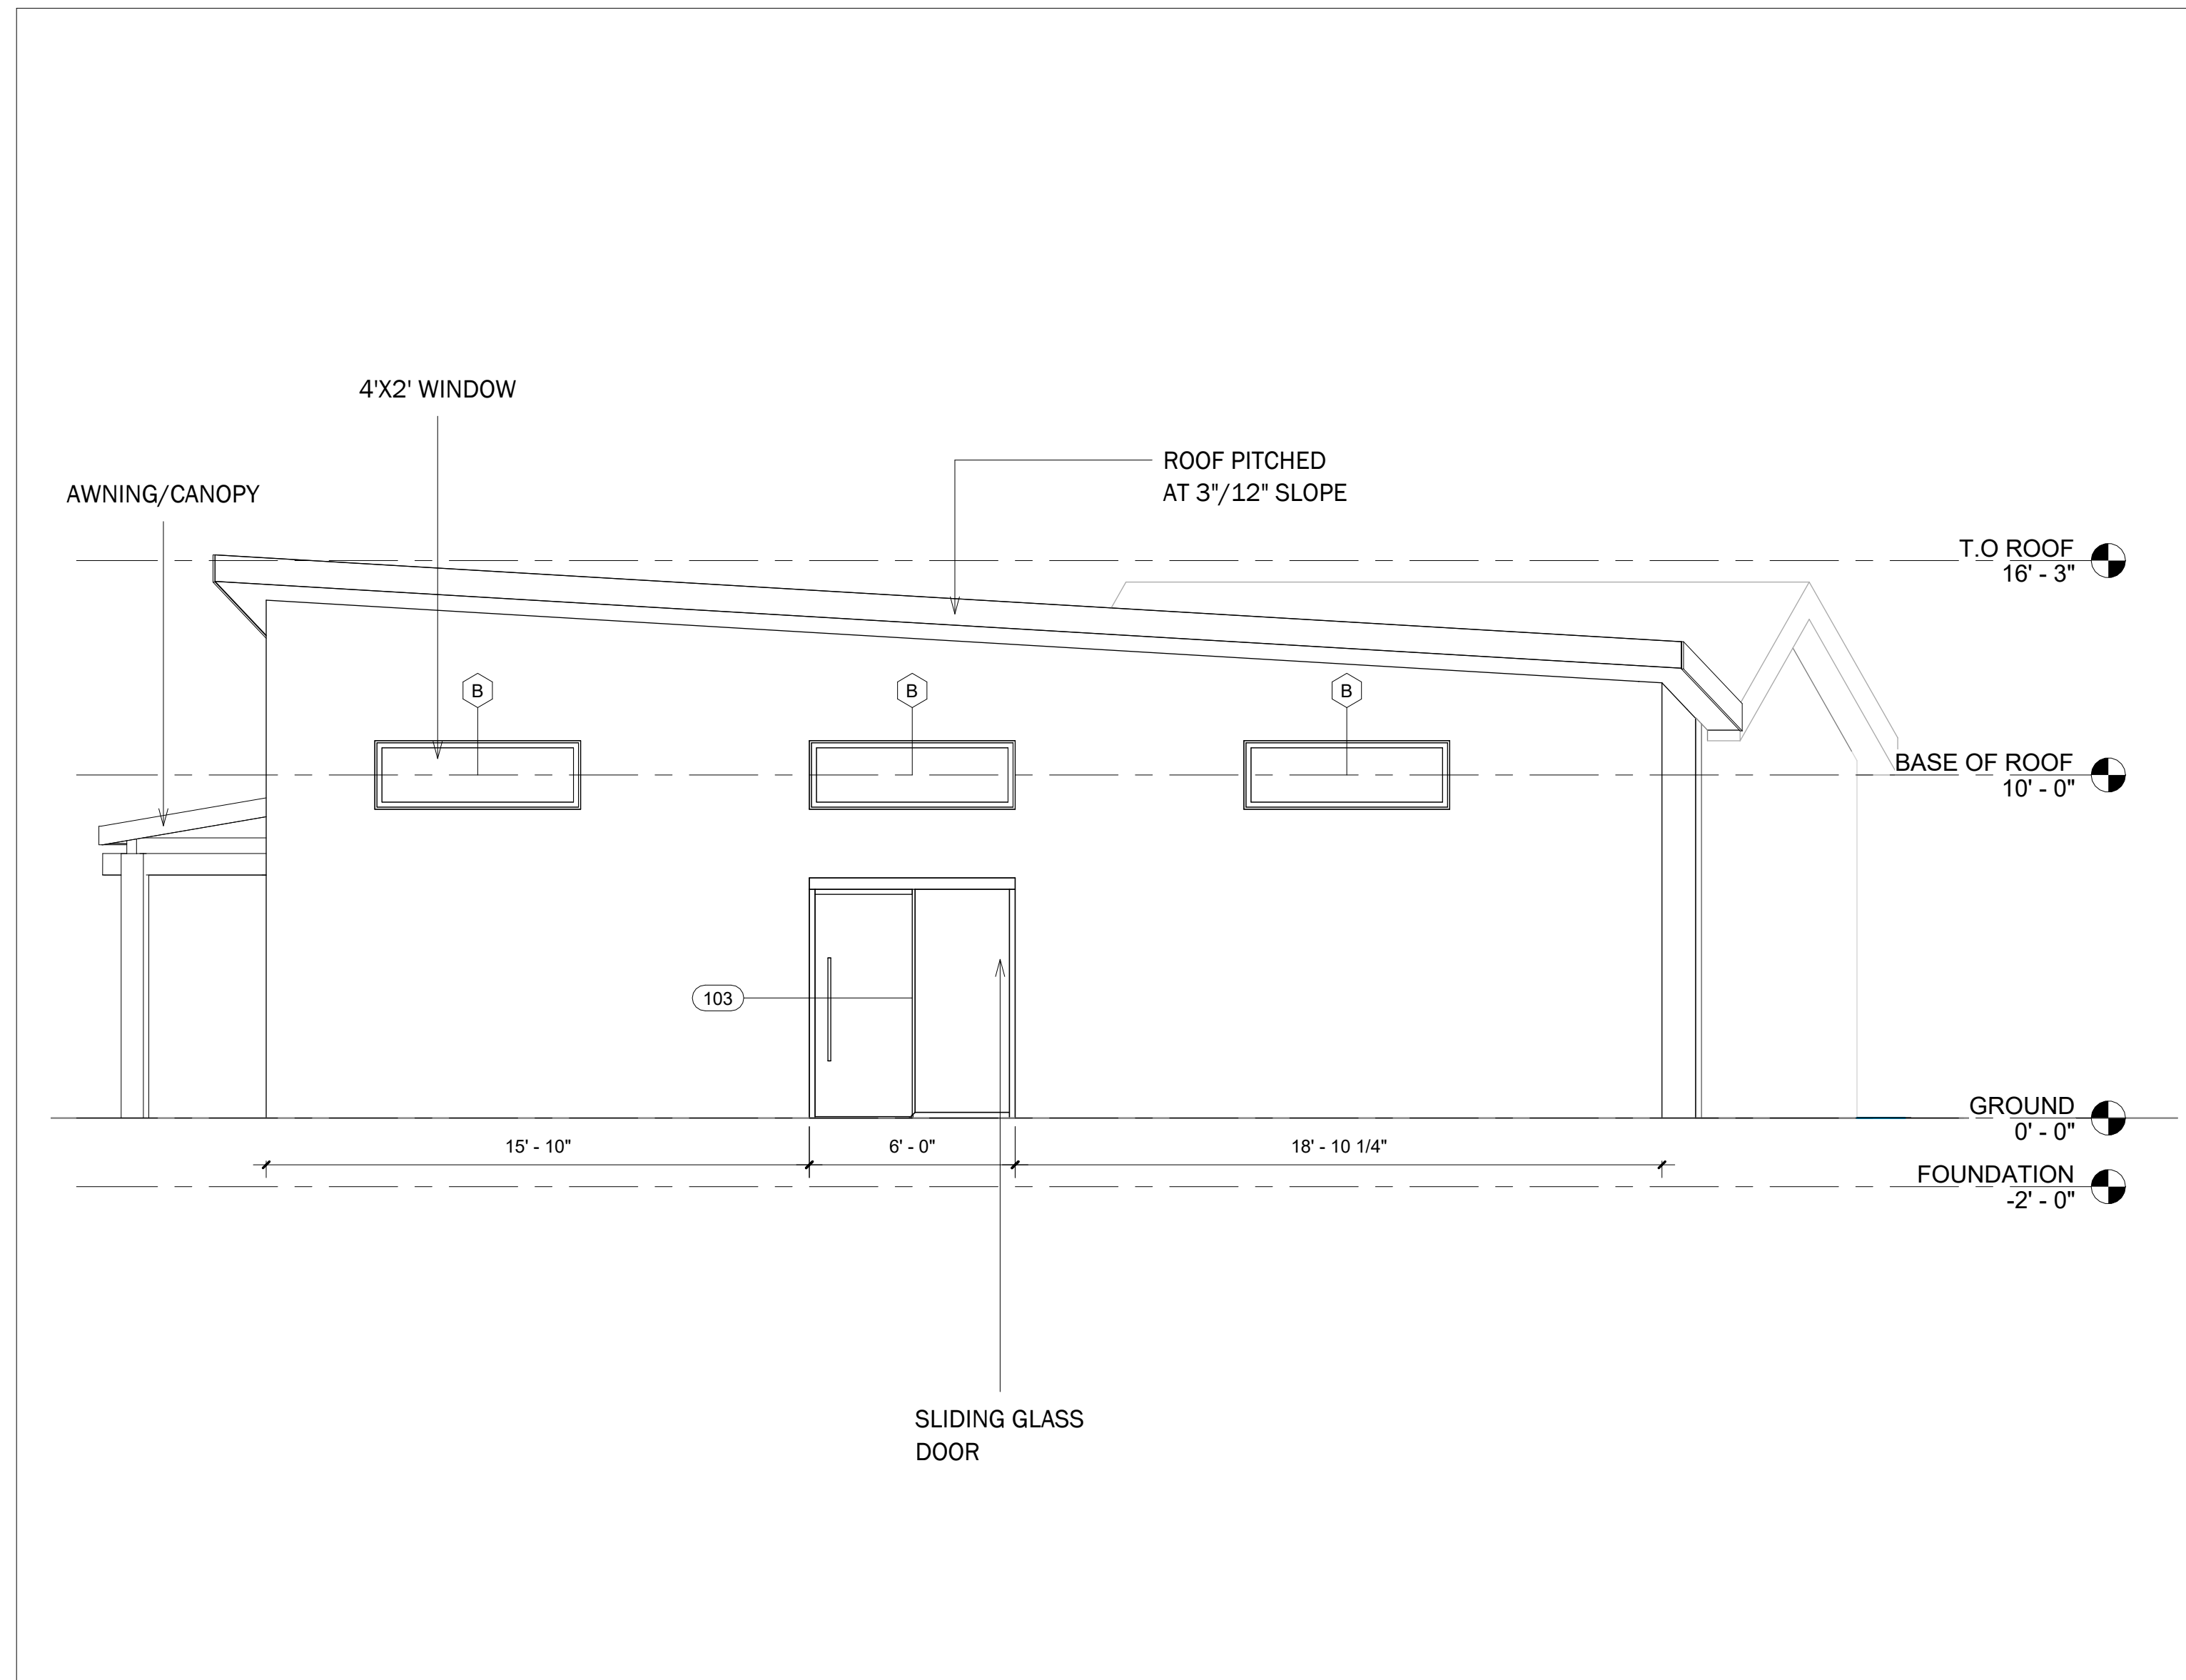 4'X2' WINDOW
ROOF PITCHED
AT 3"/12" SLOPE
AWNING/CANOPY
T.O ROOF
16' - 3"
B
B
B
BASE OF ROOF
10' - 0"
103
GROUND
0' - 0"
15' - 10"
6' - 0"
18' - 10 1/4"
FOUNDATION
-2' - 0"
SLIDING GLASS
DOOR